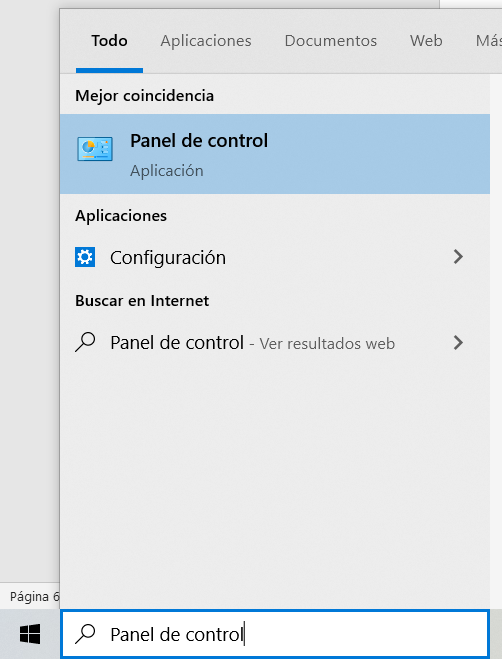 Todo Aplicaciones Documentos Web Más
Mejor coincidencia
Panel de control
Aplicación
Aplicaciones
Configuración
Buscar en Internet
Panel de control - Ver resultados web
Página 6
Panel de control